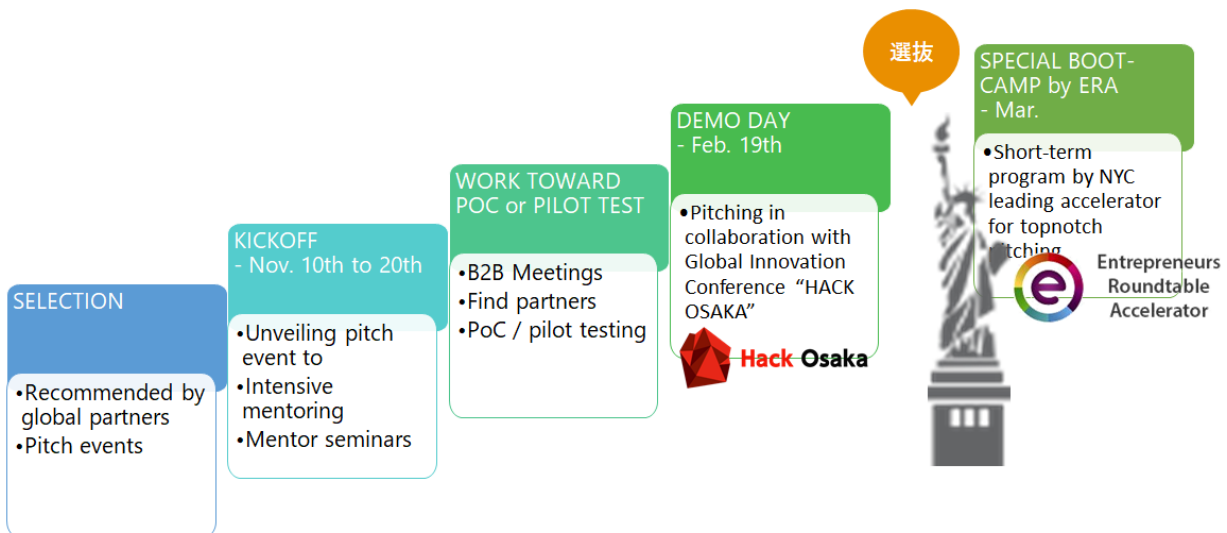 SELECTION
•Recommended by
global partners
•Pitch events
KICKOFF
- Nov. 10th to 20th
•Unveiling pitch
event to
•Intensive
mentoring
•Mentor seminars
WORK TOWARD
POC or PILOT TEST
•B2B Meetings
•Find partners
•PoC / pilot testing
DEMO DAY
- Feb. 19th
•Pitching in
collaboration with
Global Innovation
Conference “HACK
OSAKA”
Hack Osaka
選抜
SPECIAL BOOT-
CAMP by ERA
- Mar.
•Short-term
program by NYC
leading accelerator
for topnotch
pitching
e
Entrepreneurs
Roundtable
Accelerator